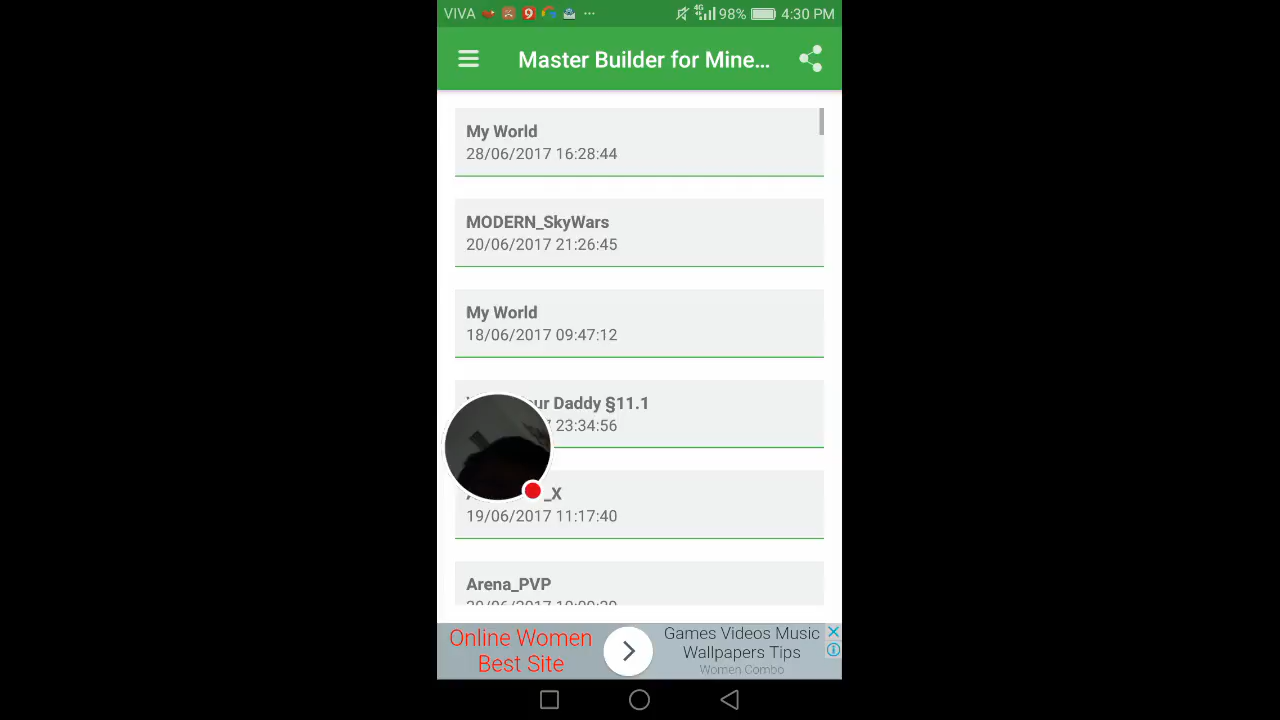 VIVA 9 4G 98% 4:30 PM
Master Builder for Mine...
My World
28/06/2017 16:28:44
MODERN_SkyWars
20/06/2017 21:26:45
My World
18/06/2017 09:47:12
Daddy §11.1
23:34:56
_X
19/06/2017 11:17:40
Arena_PVP
Online Women
Best Site
Games Videos Music
Wallpapers Tips
Women Combo